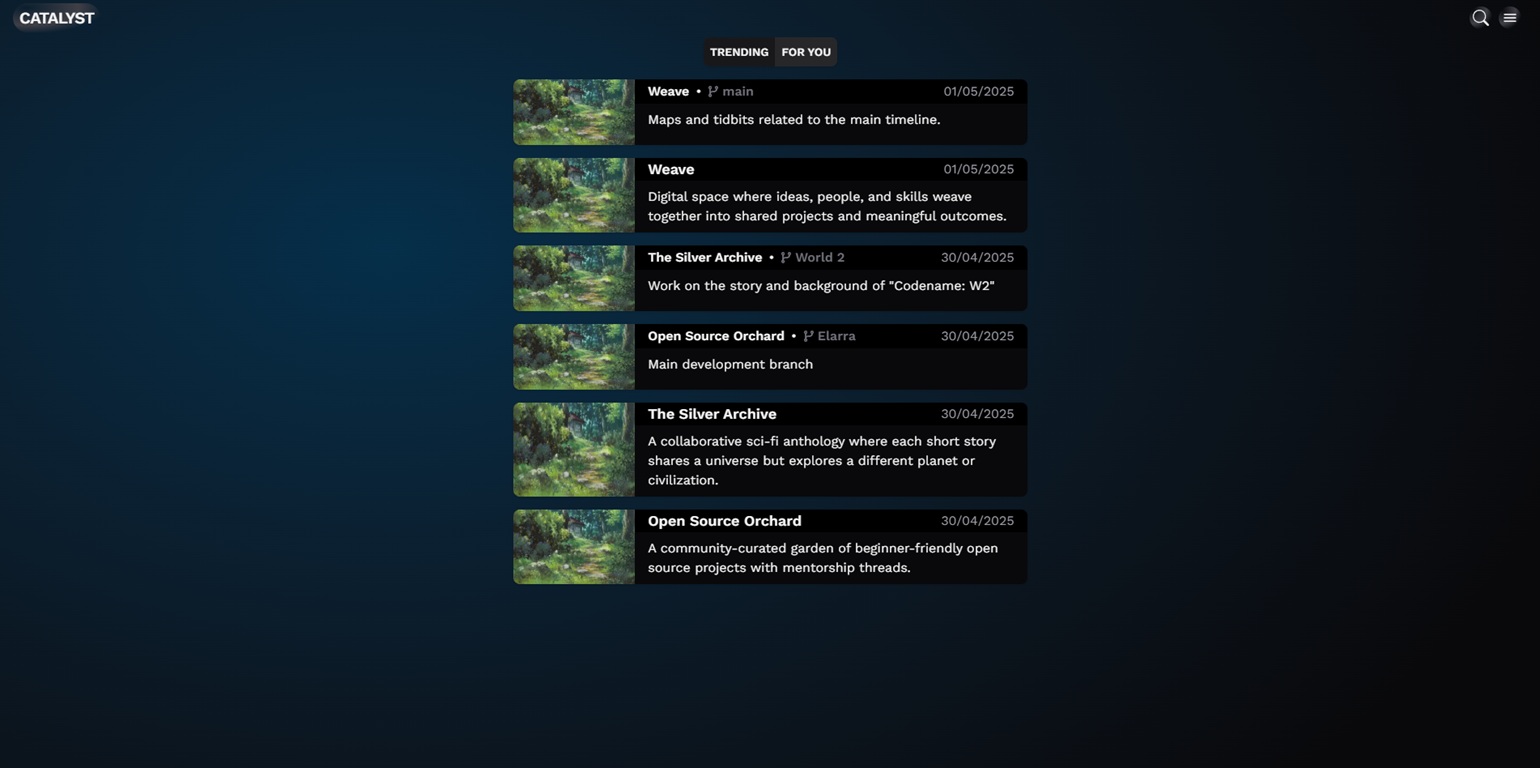 CATALYST
TRENDING FOR YOU
Weave • main 01/05/2025
Maps and tidbits related to the main timeline.
Weave 01/05/2025
Digital space where ideas, people, and skills weave
together into shared projects and meaningful outcomes.
The Silver Archive • World 2 30/04/2025
Work on the story and background of "Codename: W2"
Open Source Orchard • Elarra 30/04/2025
Main development branch
The Silver Archive 30/04/2025
A collaborative sci-fi anthology where each short story
shares a universe but explores a different planet or
civilization.
Open Source Orchard 30/04/2025
A community-curated garden of beginner-friendly open
source projects with mentorship threads.